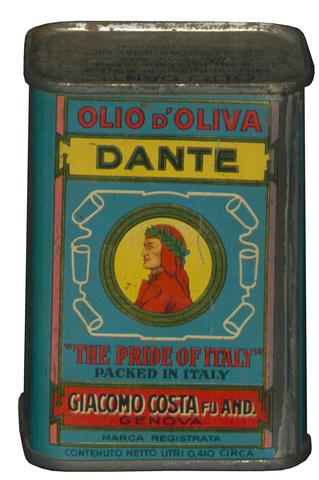 OLIO D'OLIVA
DANTE
"THE PRIDE OF ITALY"
PACKED IN ITALY
GIACOMO COSTA FU AND.
GENOVA
MARCA REGISTRATA
CONTENUTO NETTO LITRI 0,410 CIRCA